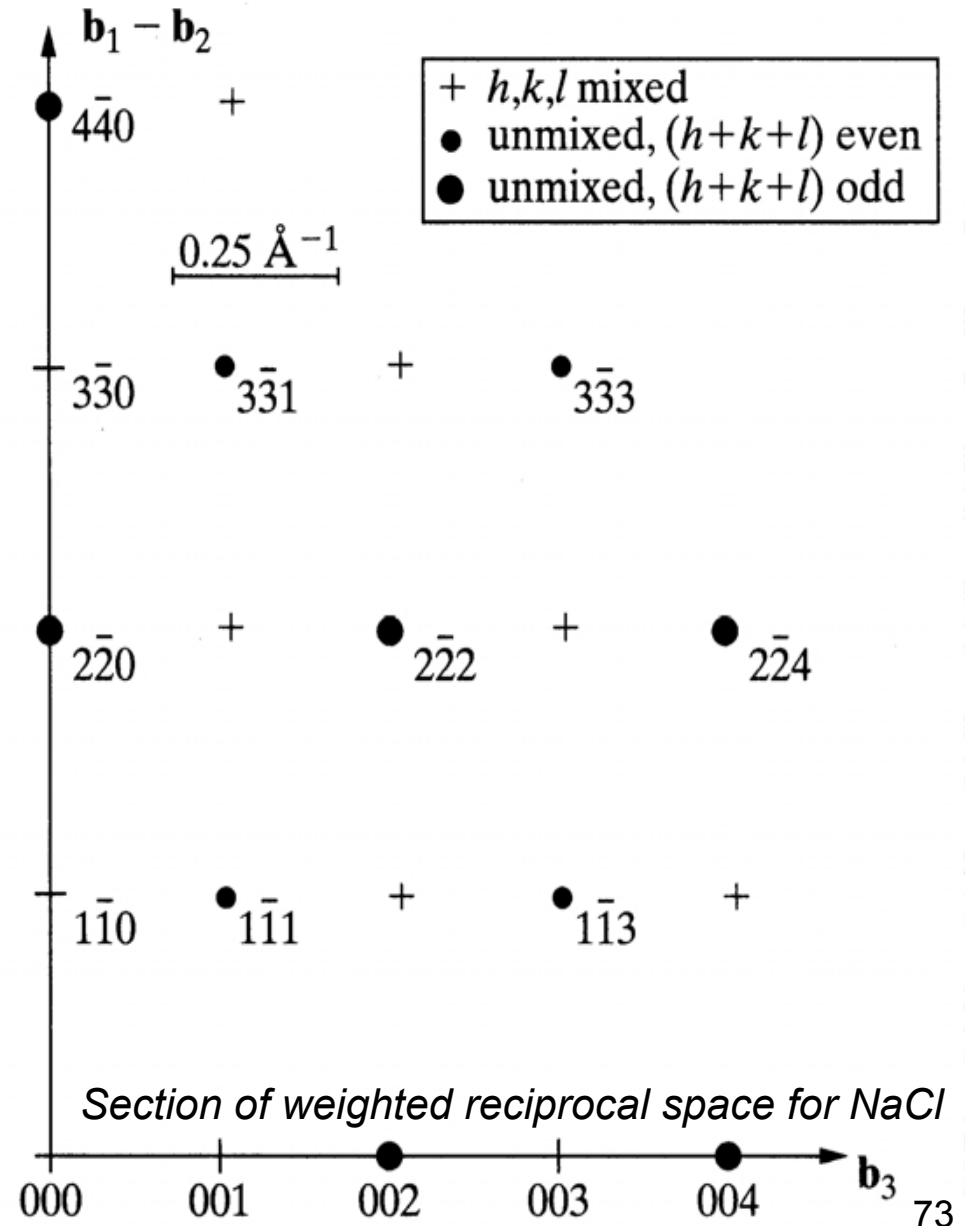 b₁ − b₂
+ h,k,l mixed
● unmixed, (h+k+l) even
● unmixed, (h+k+l) odd
44̄0
0.25 Å⁻¹
33̄0
33̄1
33̄3
22̄0
22̄2
22̄4
11̄0
11̄1
11̄3
Section of weighted reciprocal space for NaCl
b₃
000 001 002 003 004
73